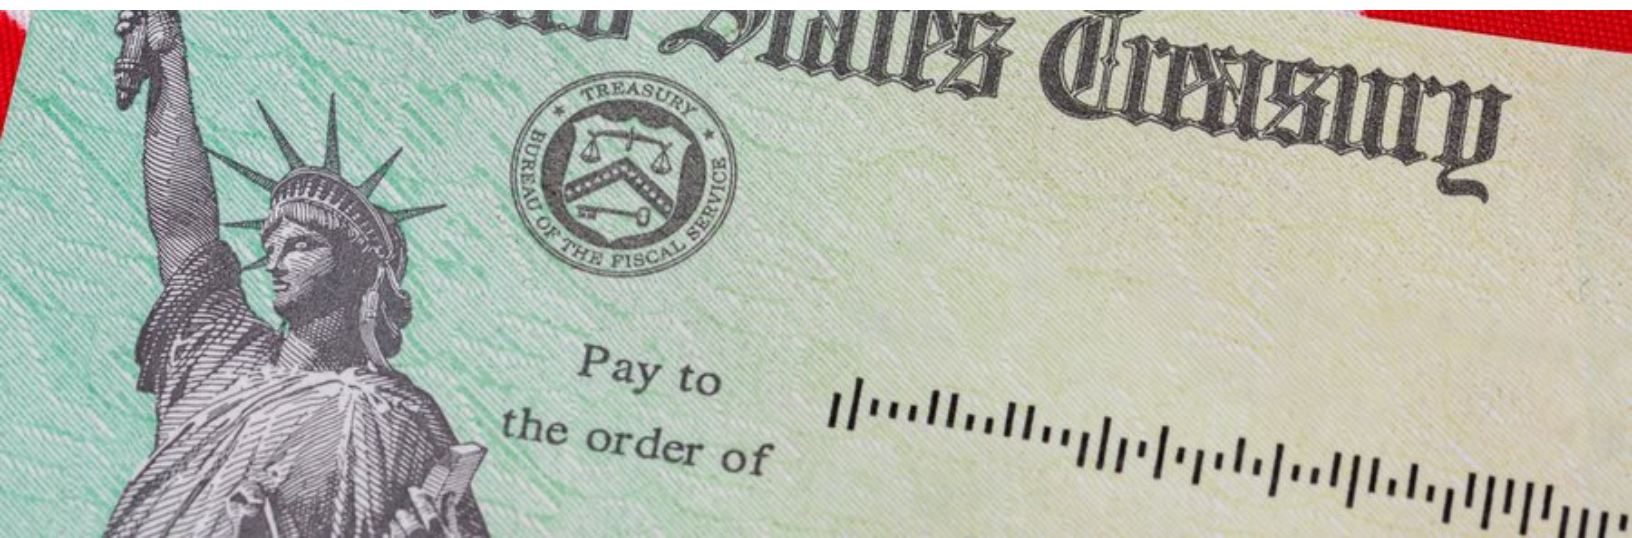 States Treasury
TREASURY
BUREAU OF THE FISCAL SERVICE
Pay to
the order of